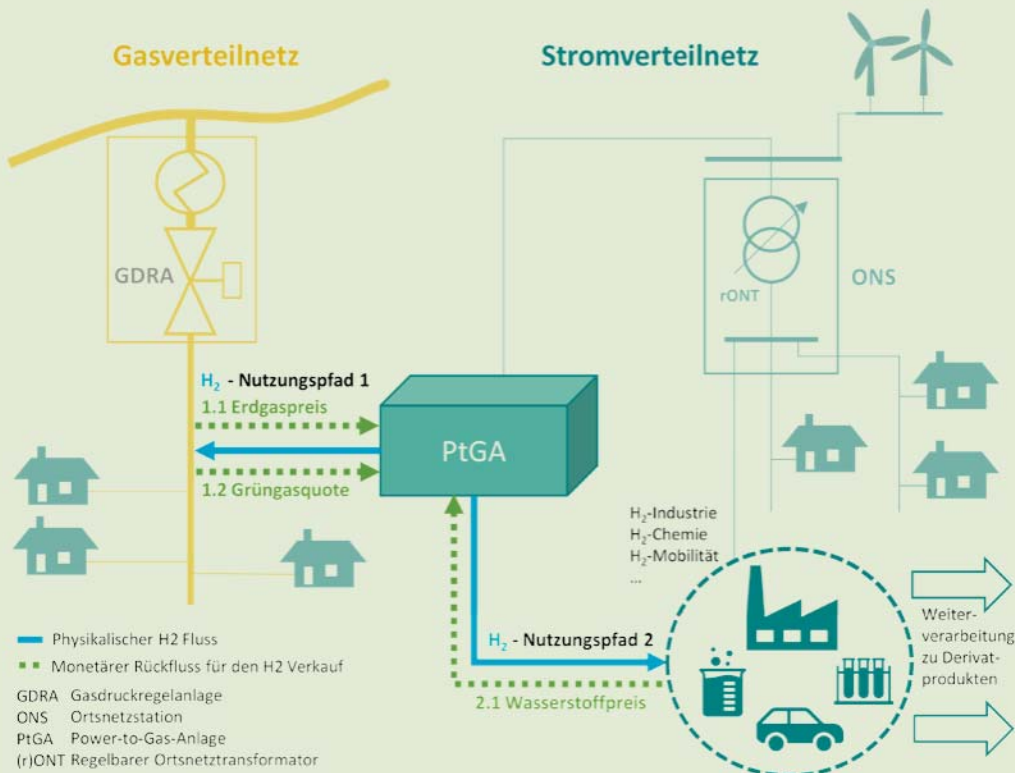 Gasverteilnetz
Stromverteilnetz
GDRA
rONT
ONS
H₂ - Nutzungspfad 1
1.1 Erdgaspreis
PtGA
1.2 Grüngasquote
H₂-Industrie
H₂-Chemie
H₂-Mobilität
...
H₂ - Nutzungspfad 2
2.1 Wasserstoffpreis
Weiter-
verarbeitung
zu Derivat-
produkten
Physikalischer H2 Fluss
Monetärer Rückfluss für den H2 Verkauf
GDRA Gasdruckregelanlage
ONS Ortsnetzstation
PtGA Power-to-Gas-Anlage
(r)ONT Regelbarer Ortsnetztransformator